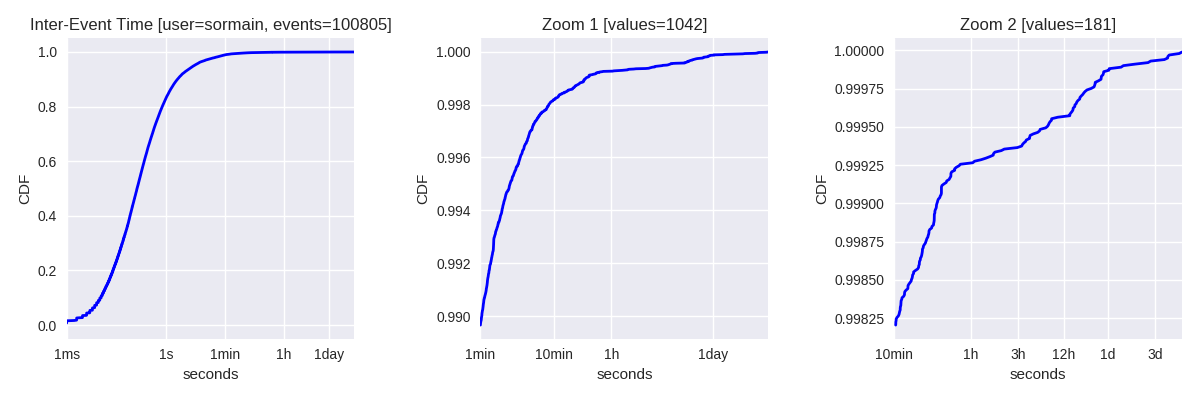 Inter-Event Time [user=sormain, events=100805]
1.0
0.8
0.6
0.4
0.2
0.0
CDF
1ms 1s 1min 1h 1day
seconds
Zoom 1 [values=1042]
1.000
0.998
0.996
0.994
0.992
0.990
CDF
1min 10min 1h 1day
seconds
Zoom 2 [values=181]
1.00000
0.99975
0.99950
0.99925
0.99900
0.99875
0.99850
0.99825
CDF
10min 1h 3h 12h 1d 3d
seconds